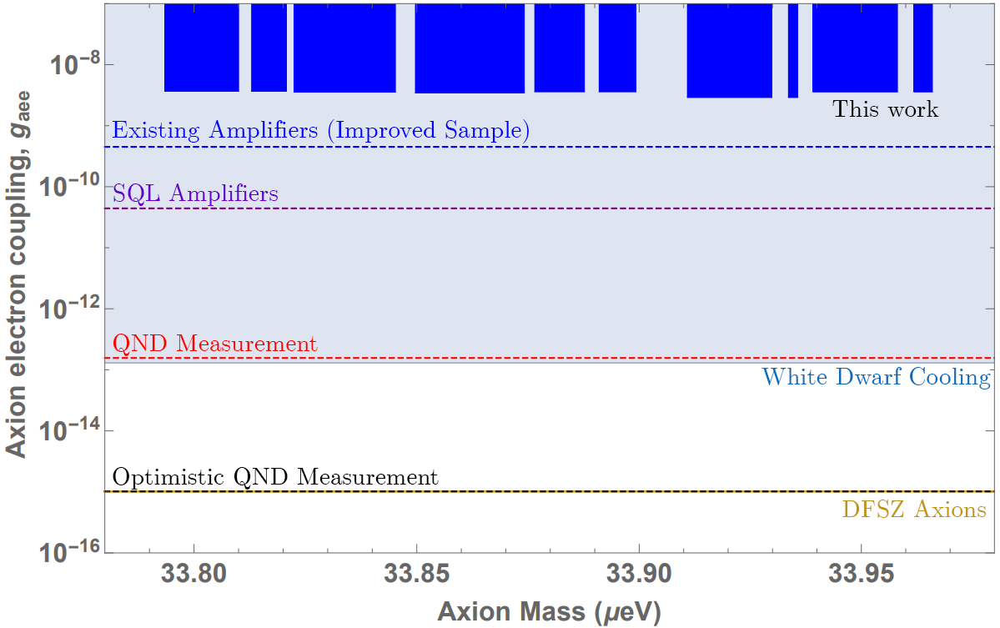 10⁻⁸
This work
Existing Amplifiers (Improved Sample)
10⁻¹⁰
SQL Amplifiers
10⁻¹²
QND Measurement
White Dwarf Cooling
10⁻¹⁴
Optimistic QND Measurement
DFSZ Axions
10⁻¹⁶
Axion electron coupling, gaee
33.80 33.85 33.90 33.95
Axion Mass (μeV)